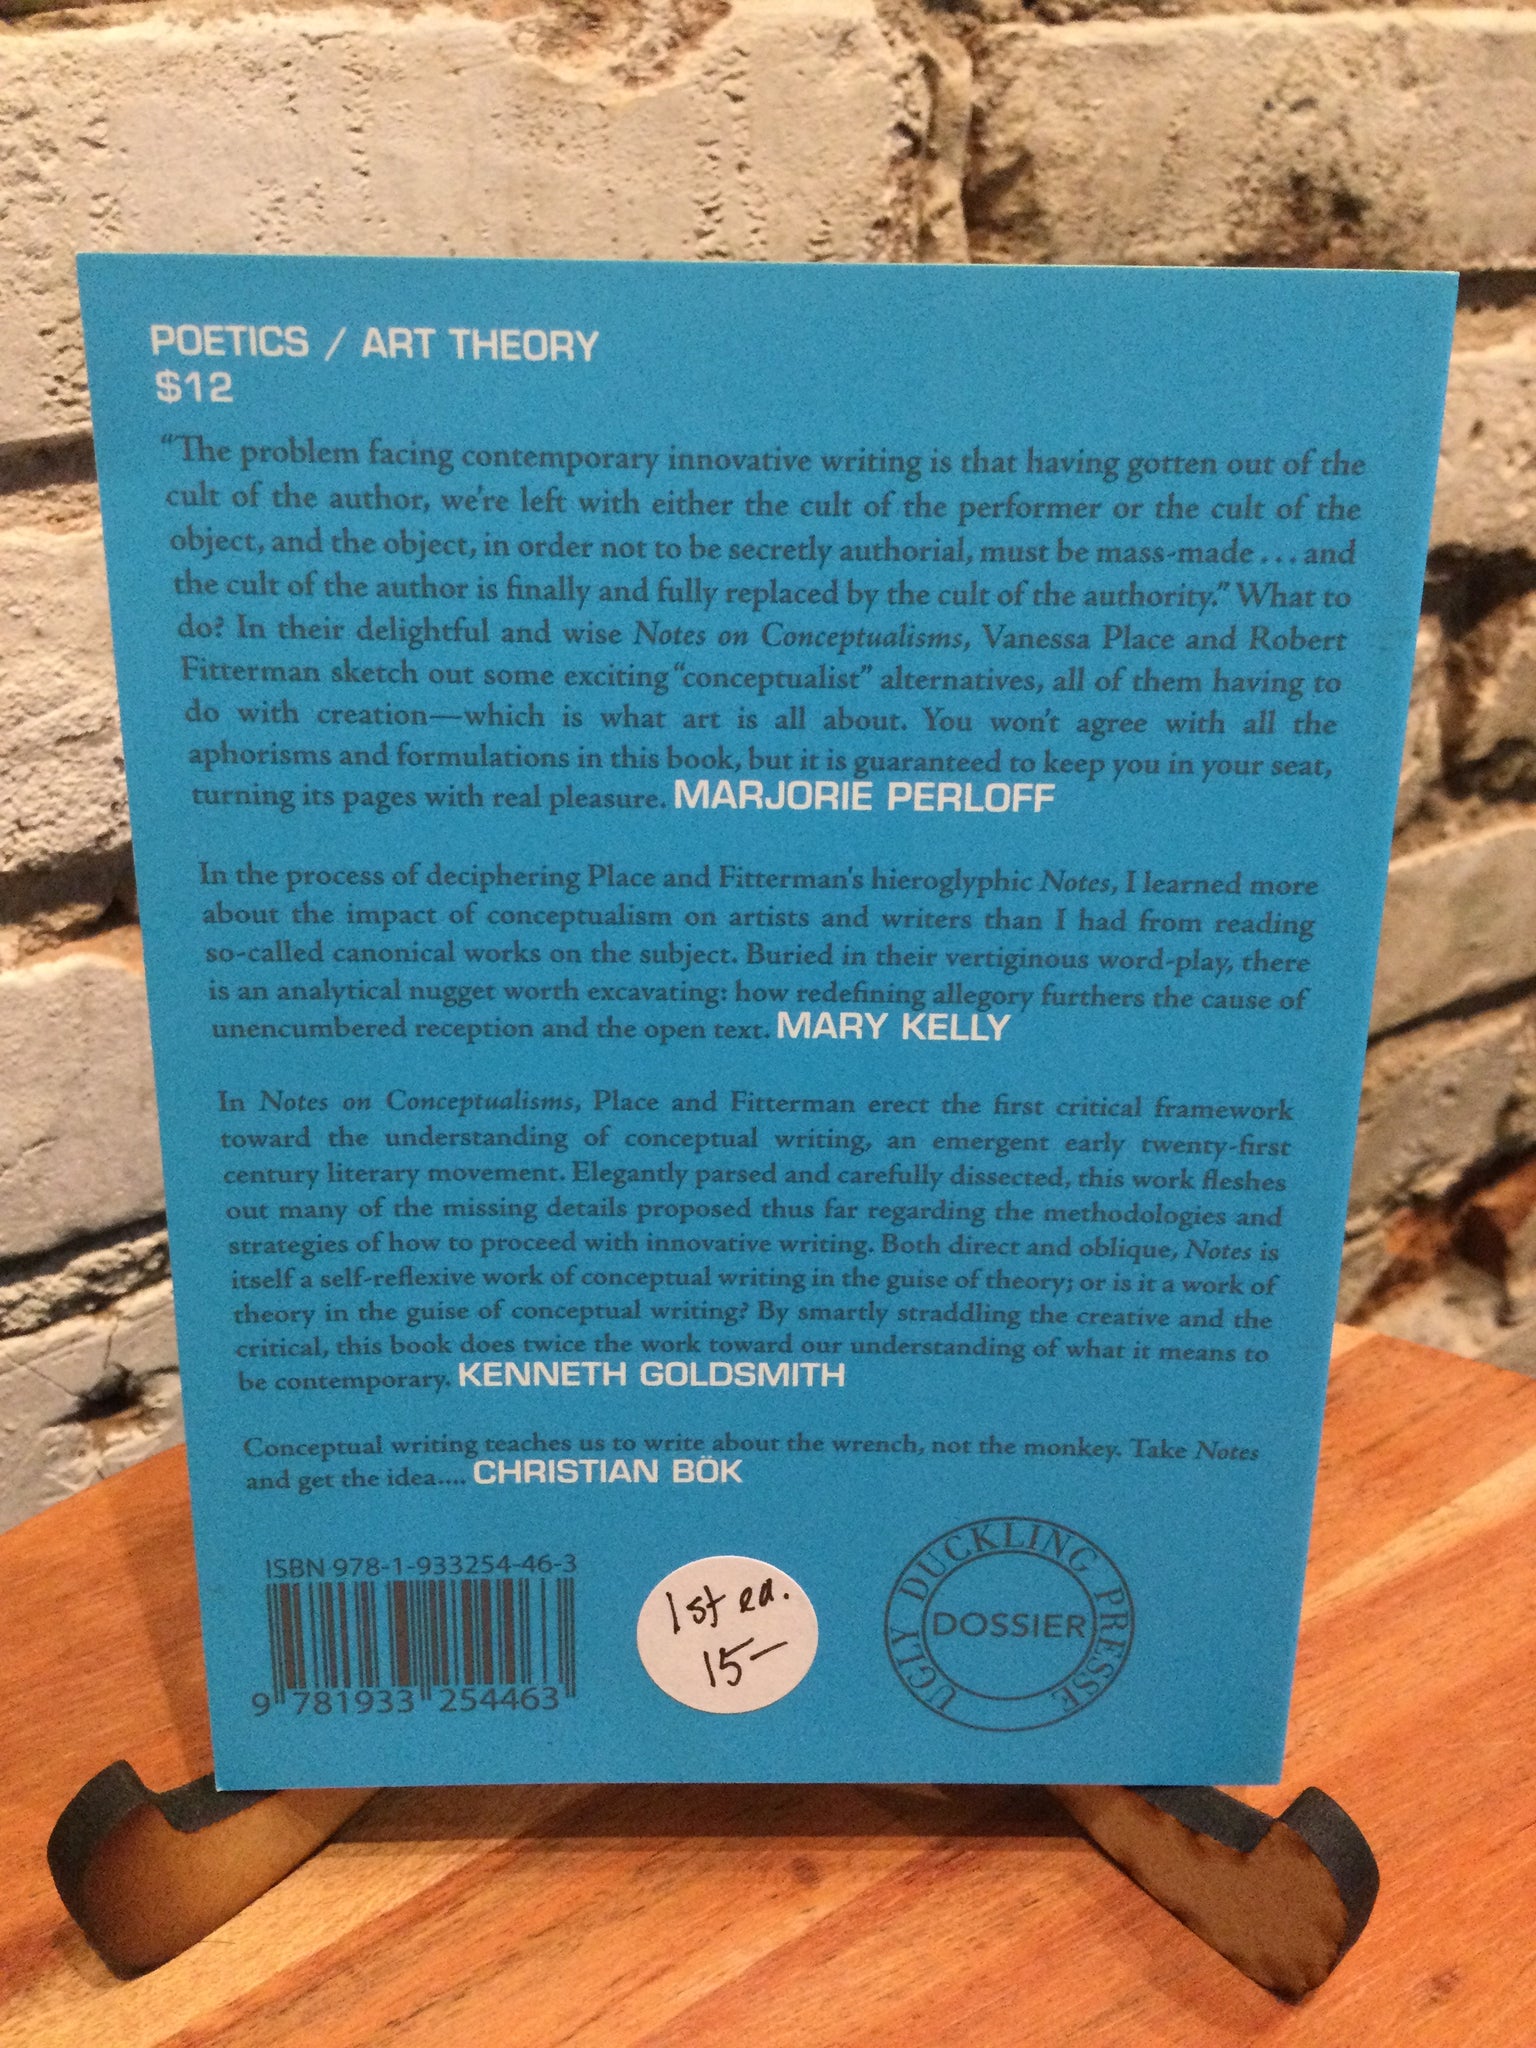 POETICS / ART THEORY
$12
“The problem facing contemporary innovative writing is that having gotten out of the
cult of the author, we’re left with either the cult of the performer or the cult of the
object, and the object, in order not to be secretly authorial, must be mass-made . . . and
the cult of the author is finally and fully replaced by the cult of the authority.” What to
do? In their delightful and wise Notes on Conceptualisms, Vanessa Place and Robert
Fitterman sketch out some exciting “conceptualist” alternatives, all of them having to
do with creation—which is what art is all about. You won’t agree with all the
aphorisms and formulations in this book, but it is guaranteed to keep you in your seat,
turning its pages with real pleasure. MARJORIE PERLOFF
In the process of deciphering Place and Fitterman's hieroglyphic Notes, I learned more
about the impact of conceptualism on artists and writers than I had from reading
so-called canonical works on the subject. Buried in their vertiginous word-play, there
is an analytical nugget worth excavating: how redefining allegory furthers the cause of
unencumbered reception and the open text. MARY KELLY
In Notes on Conceptualisms, Place and Fitterman erect the first critical framework
toward the understanding of conceptual writing, an emergent early twenty-first
century literary movement. Elegantly parsed and carefully dissected, this work fleshes
out many of the missing details proposed thus far regarding the methodologies and
strategies of how to proceed with innovative writing. Both direct and oblique, Notes is
itself a self-reflexive work of conceptual writing in the guise of theory; or is it a work of
theory in the guise of conceptual writing? By smartly straddling the creative and the
critical, this book does twice the work toward our understanding of what it means to
be contemporary. KENNETH GOLDSMITH
Conceptual writing teaches us to write about the wrench, not the monkey. Take Notes
and get the idea.... CHRISTIAN BÖK
ISBN 978-1-933254-46-3
9 781933 254463
1st ed.
15–
UGLY DUCKLING PRESSE
DOSSIER